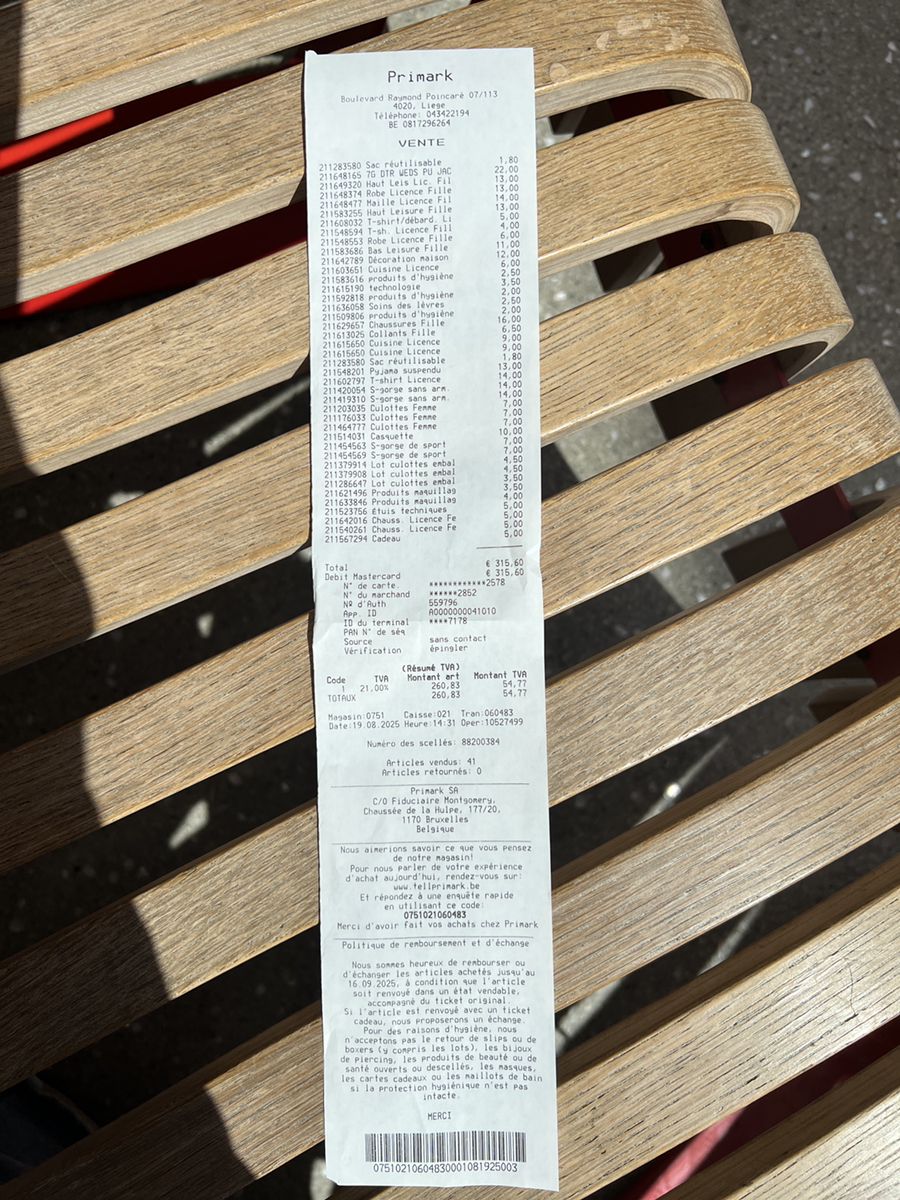 Primark
Boulevard Raymond Poincaré 07/113
4020, Liege
Téléphone: 043422194
BE 0817296264
VENTE
211283580 Sac réutilisable 1,80
211648165 7G DTR WEDS PU JAC 22,00
211649320 Haut Leis Lic. Fil 13,00
211648374 Robe Licence Fille 13,00
211648477 Maille Licence Fil 14,00
211583255 Haut Leisure Fille 13,00
211608032 T-shirt/débard. Li 5,00
211548594 T-sh. Licence Fill 4,00
211548553 Robe Licence Fille 6,00
211583686 Bas Leisure Fille 11,00
211642789 Décoration maison 12,00
211603651 Cuisine Licence 6,00
211583616 produits d'hygiène 2,50
211615190 technologie 3,50
211592818 produits d'hygiène 2,00
211636058 Soins des lèvres 2,50
211509806 produits d'hygiène 2,00
211629657 Chaussures Fille 16,00
211613025 Collants Fille 6,50
211615650 Cuisine Licence 9,00
211615650 Cuisine Licence 9,00
211283580 Sac réutilisable 1,80
211548201 Pyjama suspendu 13,00
211602797 T-shirt Licence 14,00
211420054 S-gorge sans arm. 14,00
211419310 S-gorge sans arm. 14,00
211203035 Culottes Femme 7,00
211176033 Culottes Femme 7,00
211464777 Culottes Femme 7,00
211514031 Casquette 10,00
211454563 S-gorge de sport 7,00
211454569 S-gorge de sport 7,00
211379914 Lot culottes embal 4,50
211379908 Lot culottes embal 4,50
211286647 Lot culottes embal 3,50
211621496 Produits maquillag 3,50
211633846 Produits maquillag 4,00
211523756 Étuis techniques 5,00
211642016 Chauss. Licence Fe 5,00
211540261 Chauss. Licence Fe 5,00
211567294 Cadeau 5,00
Total € 315,60
Debit Mastercard € 315,60
N° de carte. ************2578
N° du marchand ******2852
Nº d'Auth 559796
App. ID A0000000041010
ID du terminal ****7178
PAN N° de séq
Source sans contact
Vérification épingler
(Résumé TVA)
Code TVA Montant art Montant TVA
1 21,00% 260,83 54,77
TOTAUX 260,83 54,77
Magasin:0751 Caisse:021 Tran:060483
Date:19.08.2025 Heure:14:31 Oper:10527499
Numéro des scellés: 88200384
Articles vendus: 41
Articles retournés: 0
Primark SA
C/O Fiduciaire Montgomery,
Chaussée de la Hulpe, 177/20,
1170 Bruxelles
Belgique
Nous aimerions savoir ce que vous pensez
de notre magasin!
Pour nous parler de votre expérience
d'achat aujourd'hui, rendez-vous sur:
www.tellprimark.be
Et répondez à une enquête rapide
en utilisant ce code:
0751021060483
Merci d'avoir fait vos achats chez Primark
Politique de remboursement et d'échange
Nous sommes heureux de rembourser ou
d'échanger les articles achetés jusqu'au
16.09.2025, à condition que l'article
soit renvoyé dans un état vendable,
accompagné du ticket original.
Si l'article est renvoyé avec un ticket
cadeau, nous proposerons un échange.
Pour des raisons d'hygiène, nous
n'acceptons pas le retour de slips ou de
boxers (y compris les lots), les bijoux
de piercing, les produits de beauté ou de
santé ouverts ou descellés, les masques,
les cartes cadeaux ou les maillots de bain
si la protection hygiénique n'est pas
intacte.
MERCI
07510210604830001081925003